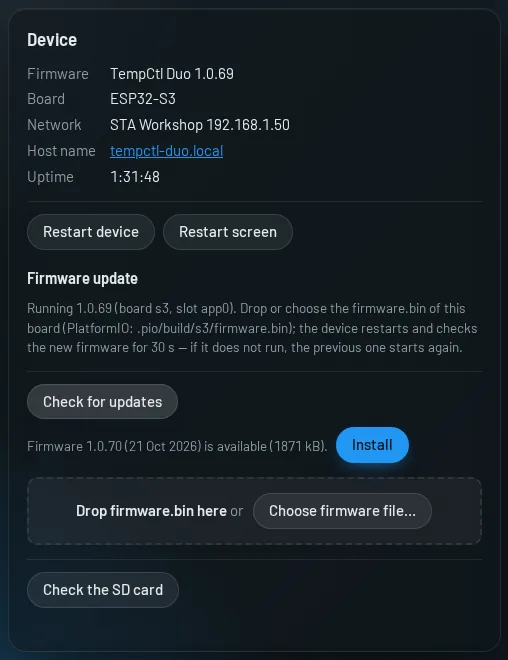 Device
Firmware TempCtl Duo 1.0.69
Board ESP32-S3
Network STA Workshop 192.168.1.50
Host name tempctl-duo.local
Uptime 1:31:48
Restart device Restart screen
Firmware update
Running 1.0.69 (board s3, slot app0). Drop or choose the firmware.bin of this
board (PlatformIO: .pio/build/s3/firmware.bin); the device restarts and checks
the new firmware for 30 s — if it does not run, the previous one starts again.
Check for updates
Firmware 1.0.70 (21 Oct 2026) is available (1871 kB). Install
Drop firmware.bin here or Choose firmware file...
Check the SD card